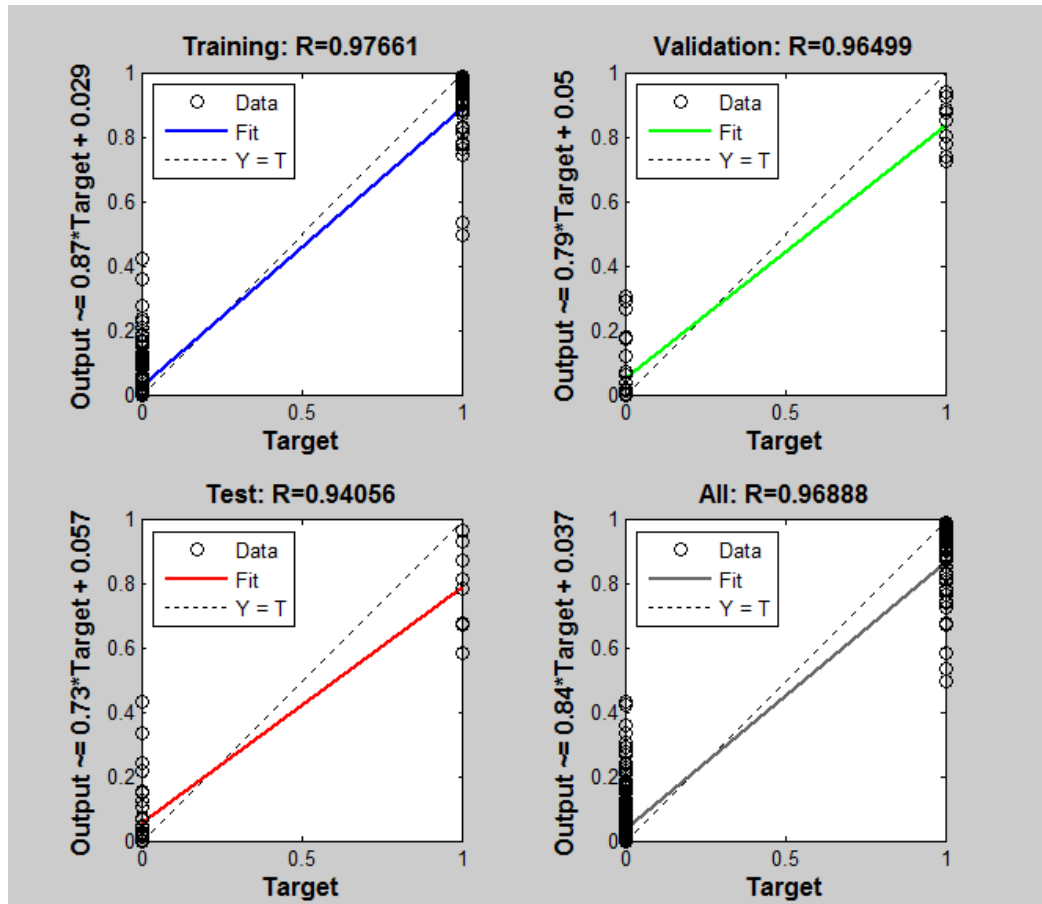 Training: R=0.97661
Output ~= 0.87*Target + 0.029
1
0.8
0.6
0.4
0.2
0
Data
Fit
Y = T
0 0.5 1
Target
Validation: R=0.96499
Output ~= 0.79*Target + 0.05
1
0.8
0.6
0.4
0.2
0
Data
Fit
Y = T
0 0.5 1
Target
Test: R=0.94056
Output ~= 0.73*Target + 0.057
1
0.8
0.6
0.4
0.2
0
Data
Fit
Y = T
0 0.5 1
Target
All: R=0.96888
Output ~= 0.84*Target + 0.037
1
0.8
0.6
0.4
0.2
0
Data
Fit
Y = T
0 0.5 1
Target